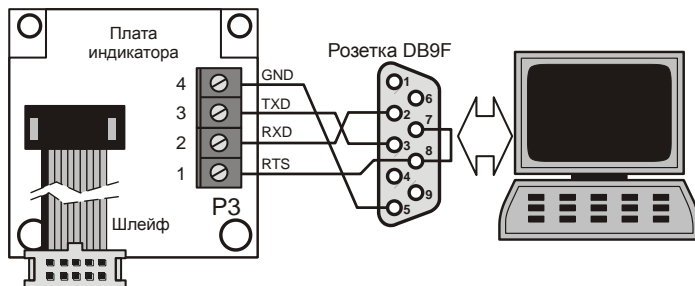 Плата
индикатора
Розетка DB9F
4 GND
3 TXD
2 RXD
1 RTS
P3
Шлейф
1
6
2
7
3
8
4
9
5